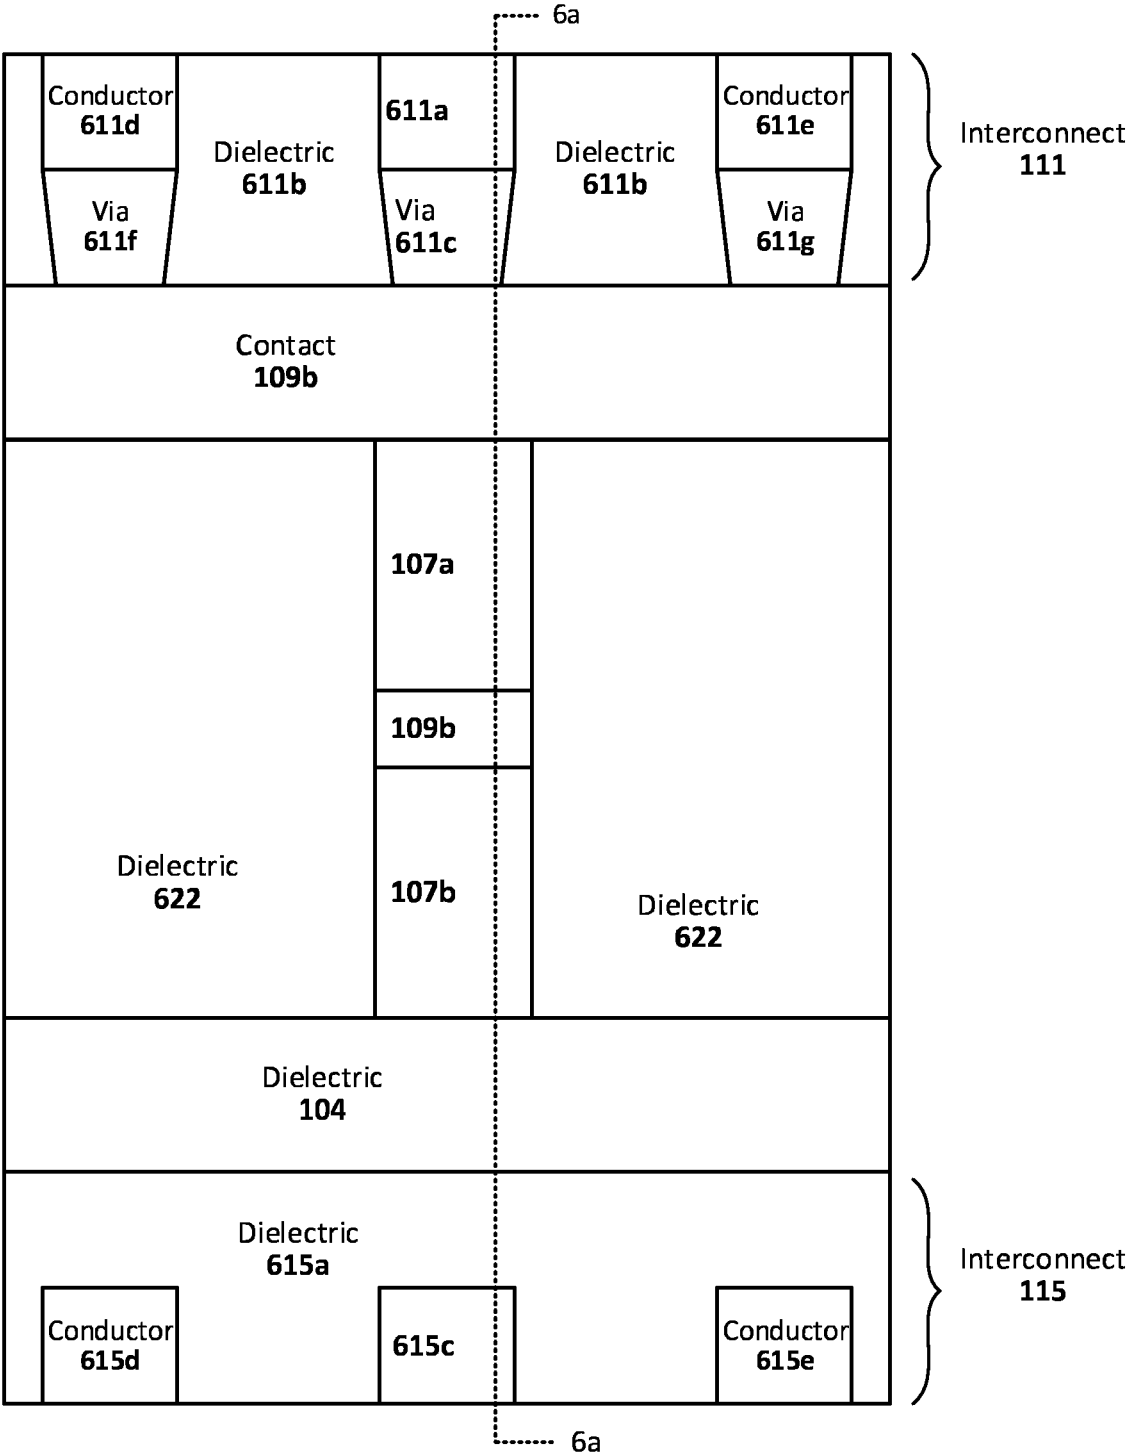 6a
Conductor
611d
611a
Conductor
611e
Dielectric
611b
Dielectric
611b
Interconnect
111
Via
611f
Via
611c
Via
611g
Contact
109b
107a
109b
Dielectric
622
107b
Dielectric
622
Dielectric
104
Dielectric
615a
Interconnect
115
Conductor
615d
615c
Conductor
615e
6a